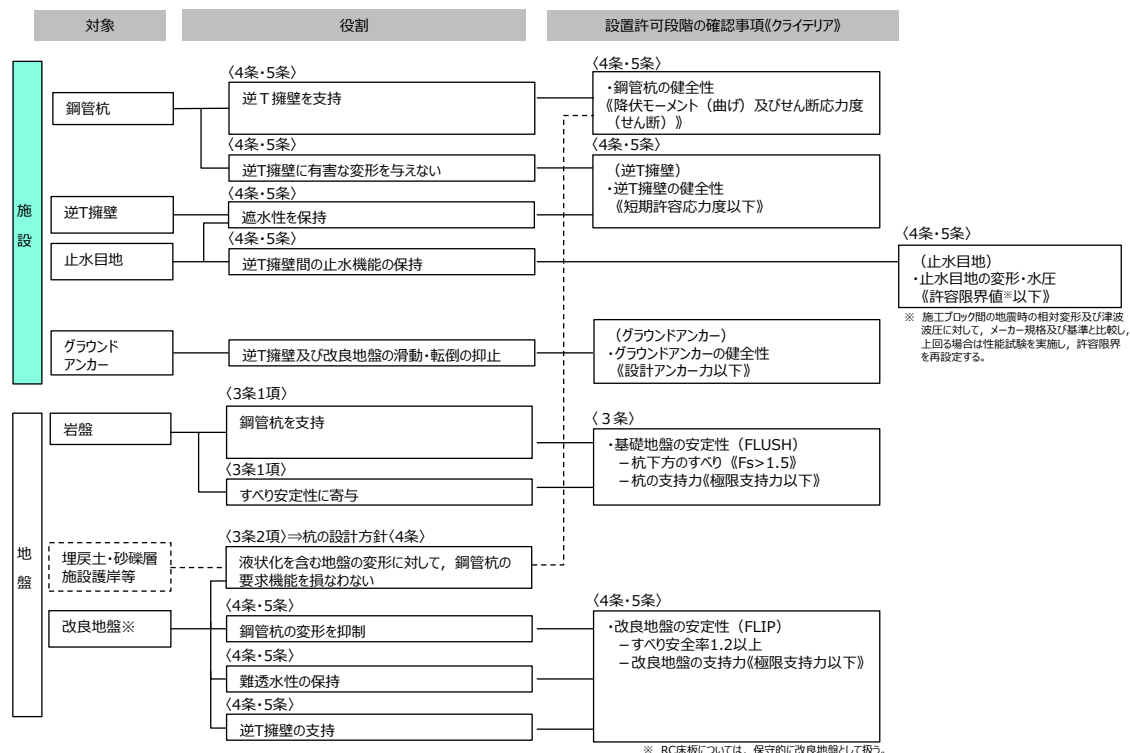 対象
役割
設置許可段階の確認事項《クライテリア》
施
設
鋼管杭
〈4条・5条〉
逆Ｔ擁壁を支持
〈4条・5条〉
・鋼管杭の健全性
《降伏モーメント（曲げ）及びせん断応力度
（せん断）》
〈4条・5条〉
逆T擁壁に有害な変形を与えない
〈4条・5条〉
（逆T擁壁）
・逆T擁壁の健全性
《短期許容応力度以下》
逆T擁壁
〈4条・5条〉
遮水性を保持
止水目地
〈4条・5条〉
逆T擁壁間の止水機能の保持
〈4条・5条〉
（止水目地）
・止水目地の変形・水圧
《許容限界値※以下》
※ 施工ブロック間の地震時の相対変形及び津波
波圧に対して，メーカー規格及び基準と比較し，
上回る場合は性能試験を実施し，許容限界
を再設定する。
グラウンド
アンカー
逆T擁壁及び改良地盤の滑動・転倒の抑止
（グラウンドアンカー）
・グラウンドアンカーの健全性
《設計アンカー力以下》
地
盤
岩盤
〈3条1項〉
鋼管杭を支持
〈3条1項〉
すべり安定性に寄与
〈３条〉
・基礎地盤の安定性（FLUSH）
－杭下方のすべり《Fs>1.5》
－杭の支持力《極限支持力以下》
埋戻土・砂礫層
施設護岸等
〈3条2項〉⇒杭の設計方針〈4条〉
液状化を含む地盤の変形に対して，鋼管杭の
要求機能を損なわない
改良地盤※
〈4条・5条〉
鋼管杭の変形を抑制
〈4条・5条〉
難透水性の保持
〈4条・5条〉
逆T擁壁の支持
〈4条・5条〉
・改良地盤の安定性（FLIP）
－すべり安全率1.2以上
－改良地盤の支持力《極限支持力以下》
※ RC床板については，保守的に改良地盤として扱う。